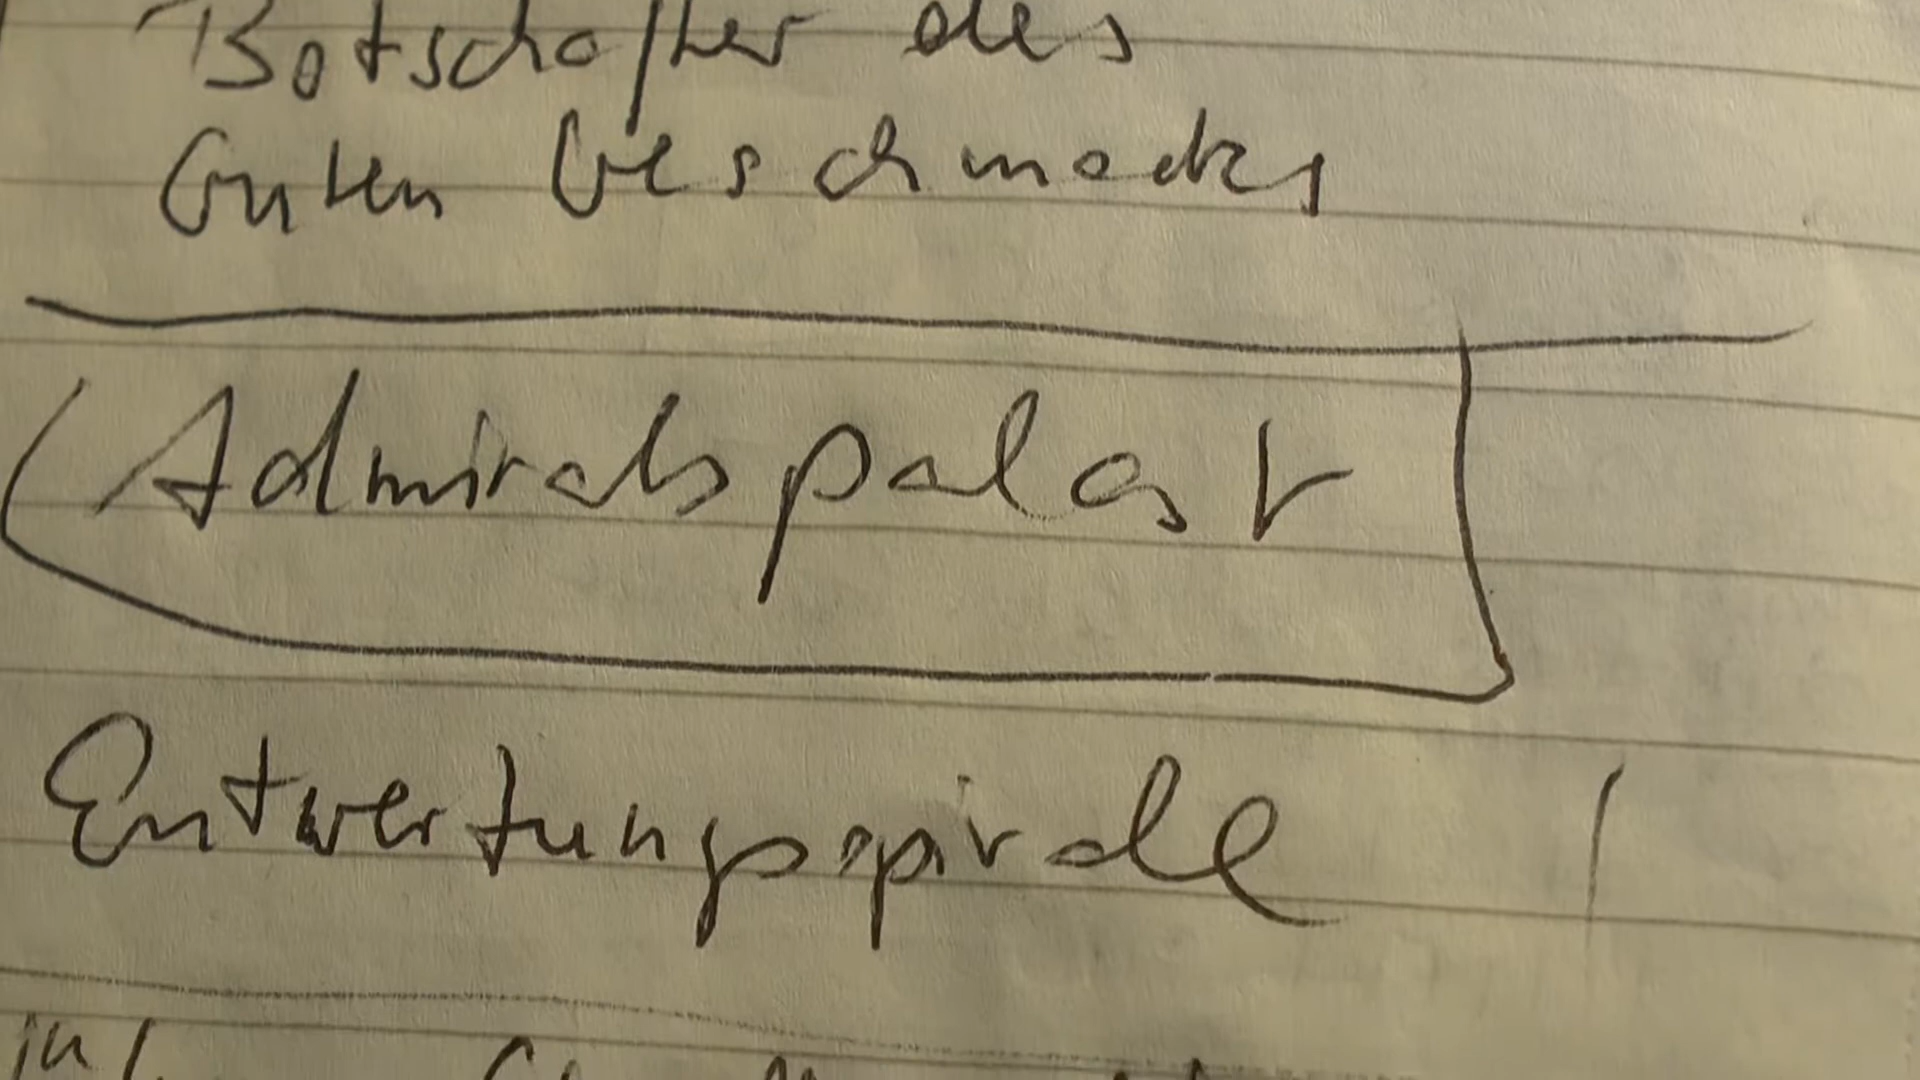 Botschafter des
Guten Geschmacks
Admiralspalast
Entwertungsspirale